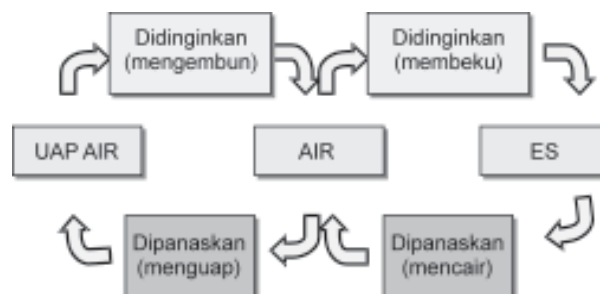 Didinginkan
(mengembun)
Didinginkan
(membeku)
UAP AIR
AIR
ES
Dipanaskan
(menguap)
Dipanaskan
(mencair)